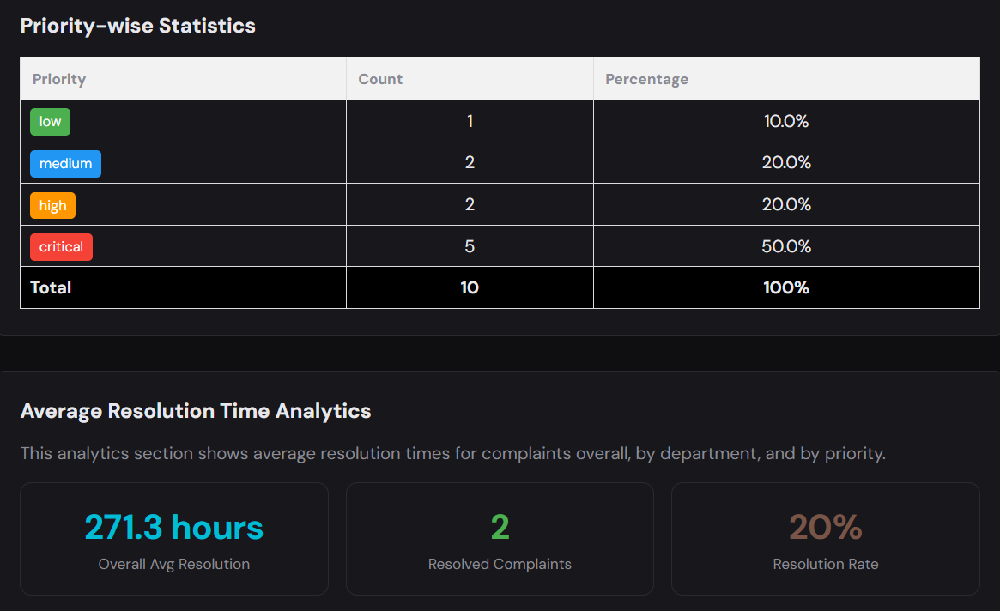 Priority-wise Statistics
Priority Count Percentage
low 1 10.0%
medium 2 20.0%
high 2 20.0%
critical 5 50.0%
Total 10 100%
Average Resolution Time Analytics
This analytics section shows average resolution times for complaints overall, by department, and by priority.
271.3 hours 2 20%
Overall Avg Resolution Resolved Complaints Resolution Rate